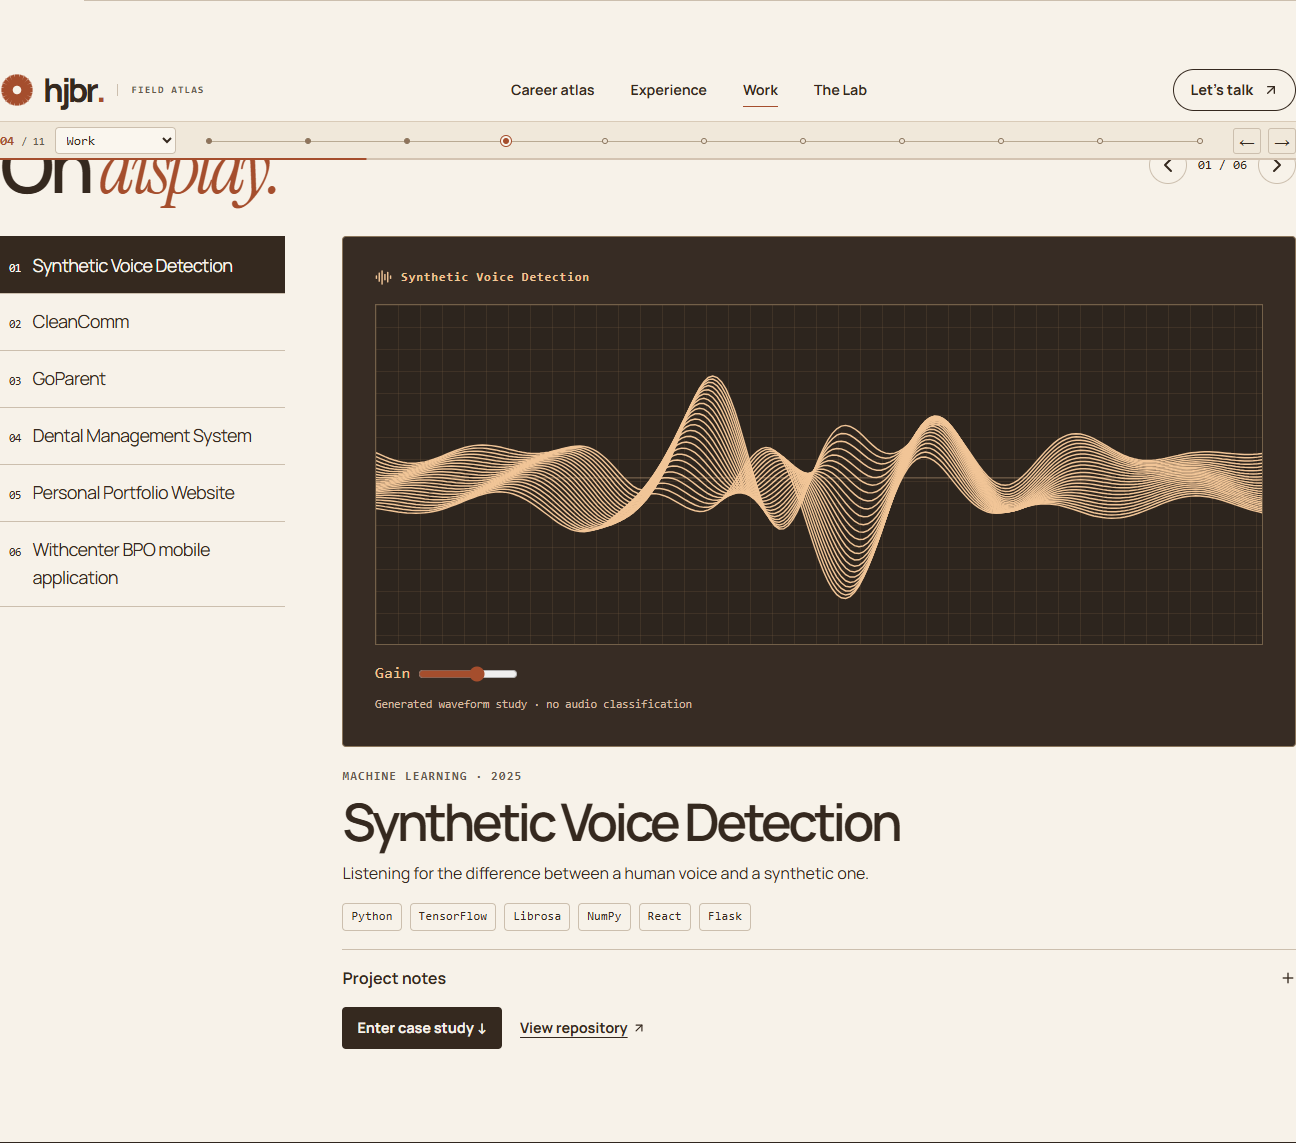 hjbr.
FIELD ATLAS
Career atlas
Experience
Work
The Lab
Let's talk
04 / 11
Work
← →
On display.
01 / 06
01 Synthetic Voice Detection
02 CleanComm
03 GoParent
04 Dental Management System
05 Personal Portfolio Website
06 Withcenter BPO mobile
application
Synthetic Voice Detection
Gain
Generated waveform study · no audio classification
MACHINE LEARNING · 2025
Synthetic Voice Detection
Listening for the difference between a human voice and a synthetic one.
Python
TensorFlow
Librosa
NumPy
React
Flask
Project notes
+
Enter case study ↓
View repository ↗